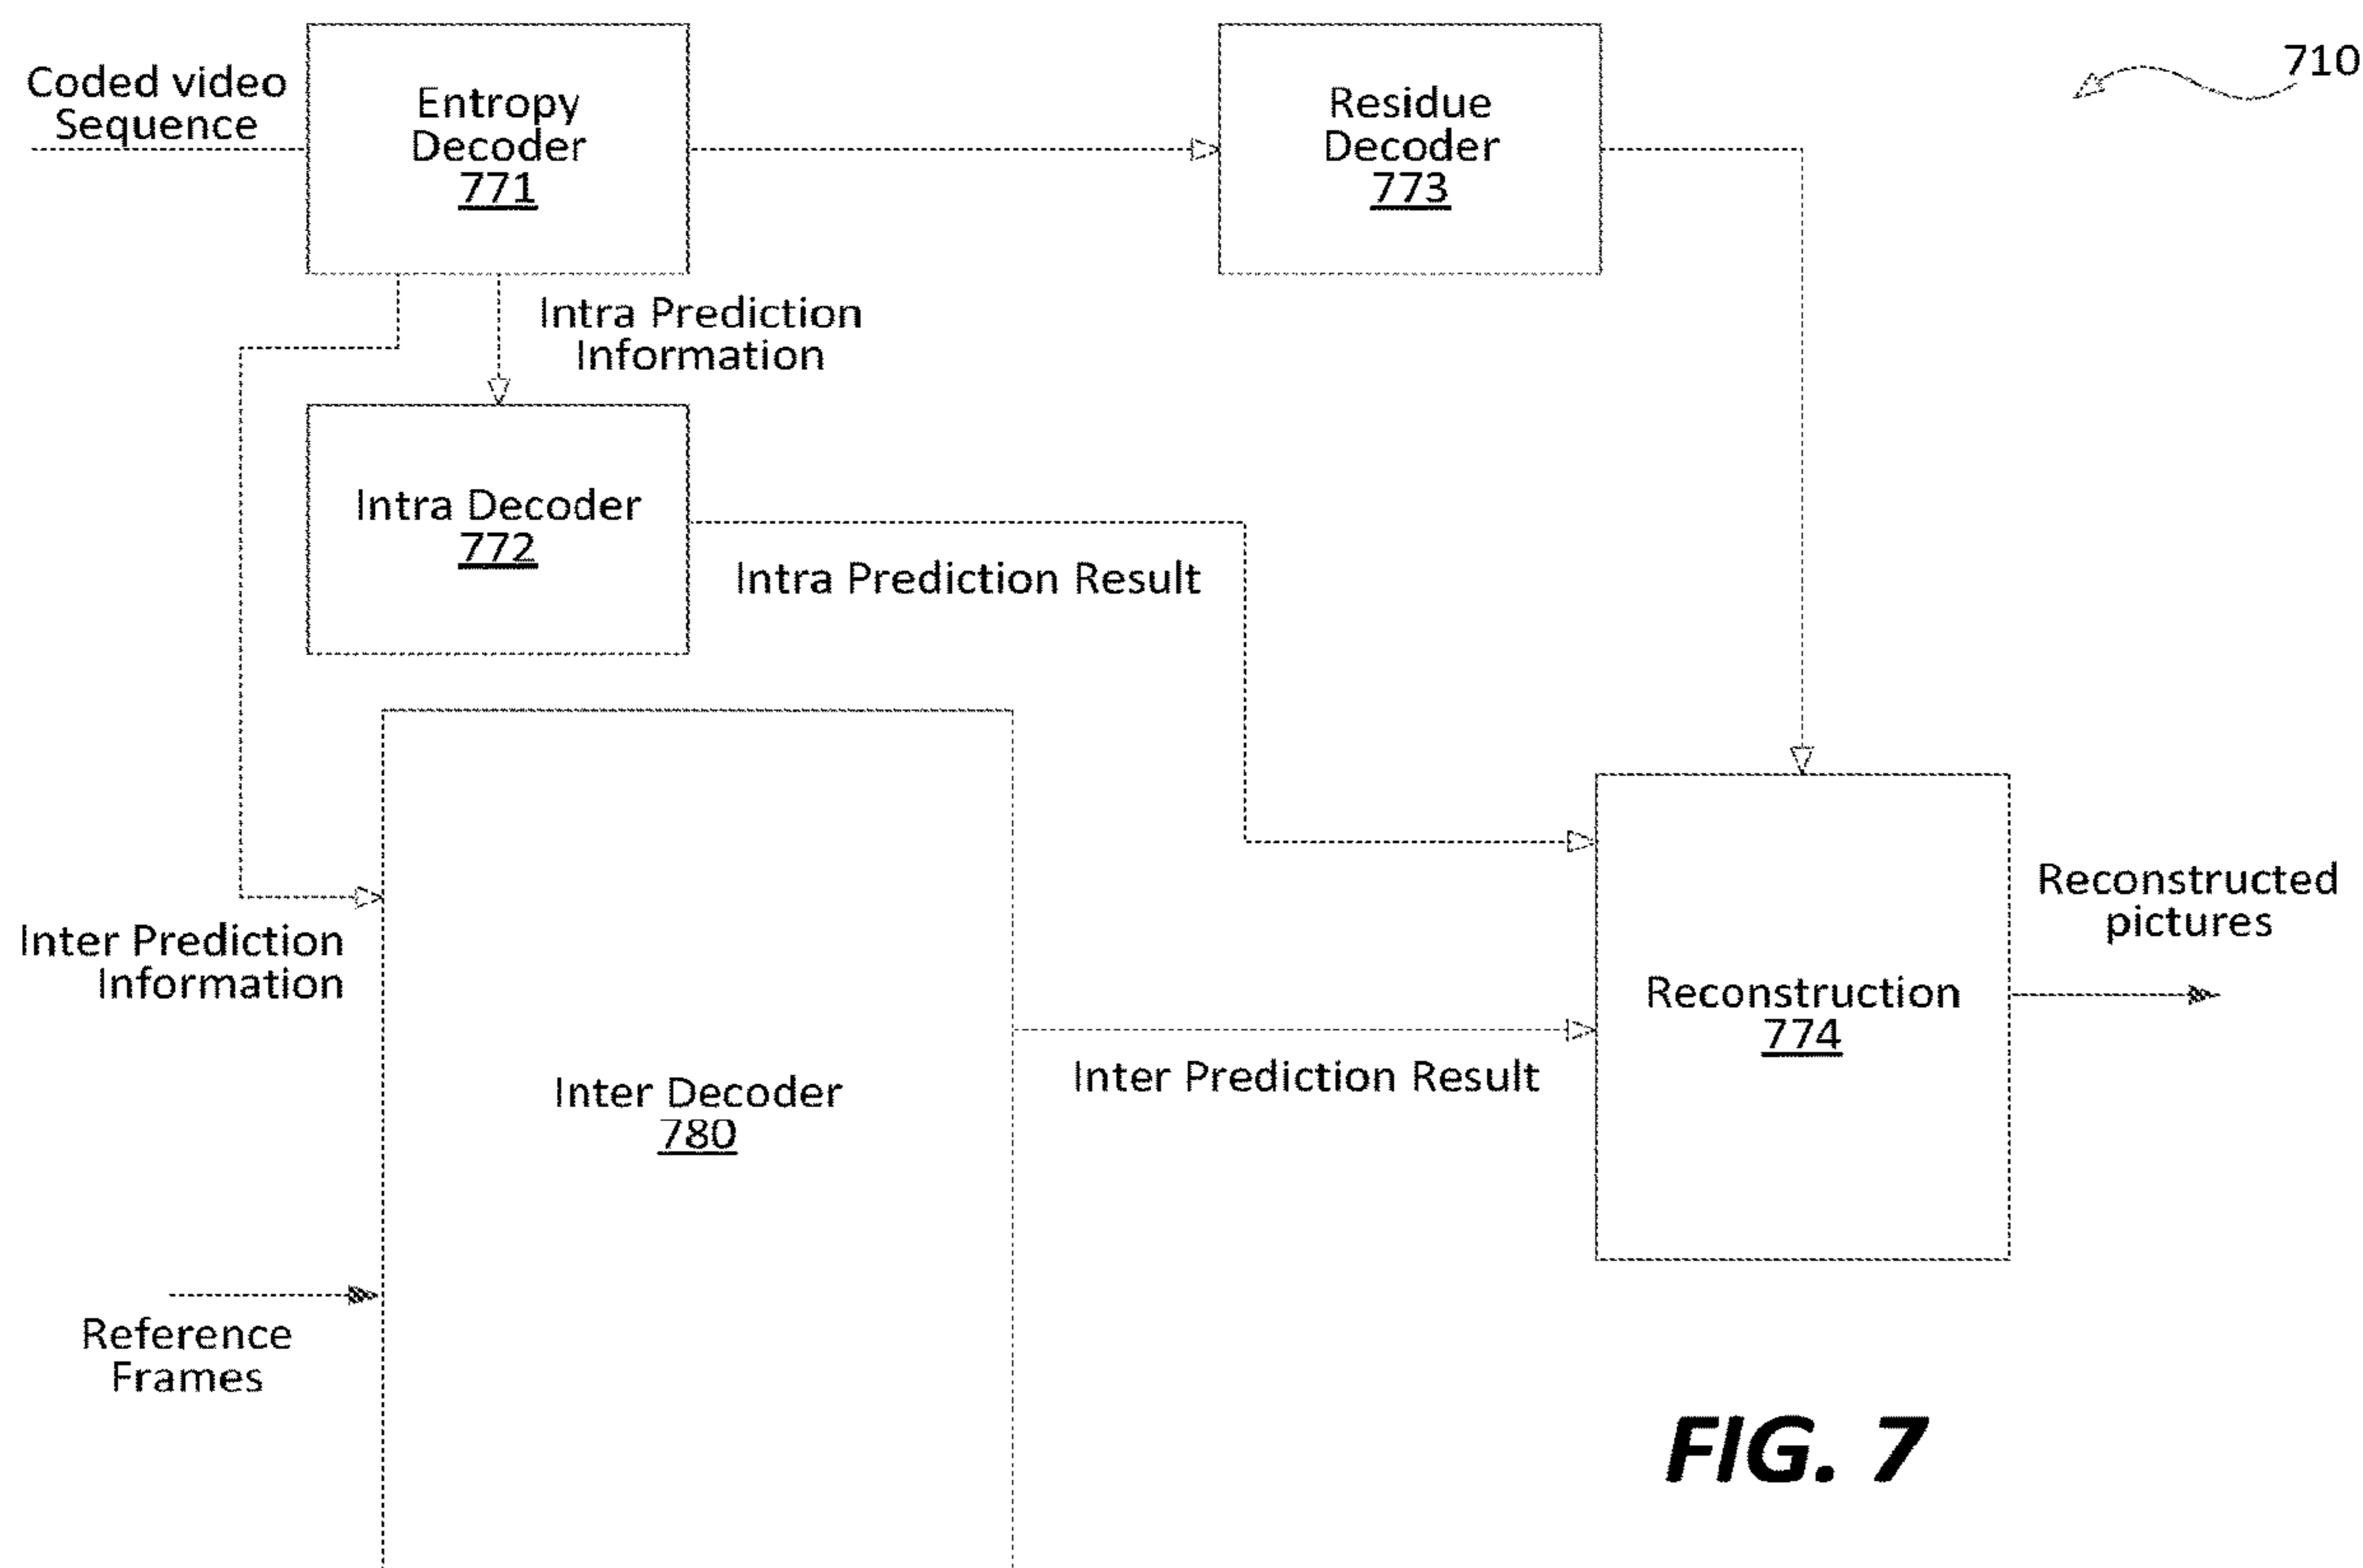 710
Coded video
Sequence
Entropy
Decoder
771
Residue
Decoder
773
Intra Prediction
Information
Intra Decoder
772
Intra Prediction Result
Inter Prediction
Information
Reconstructed
pictures
Reconstruction
774
Inter Decoder
780
Inter Prediction Result
Reference
Frames
FIG. 7